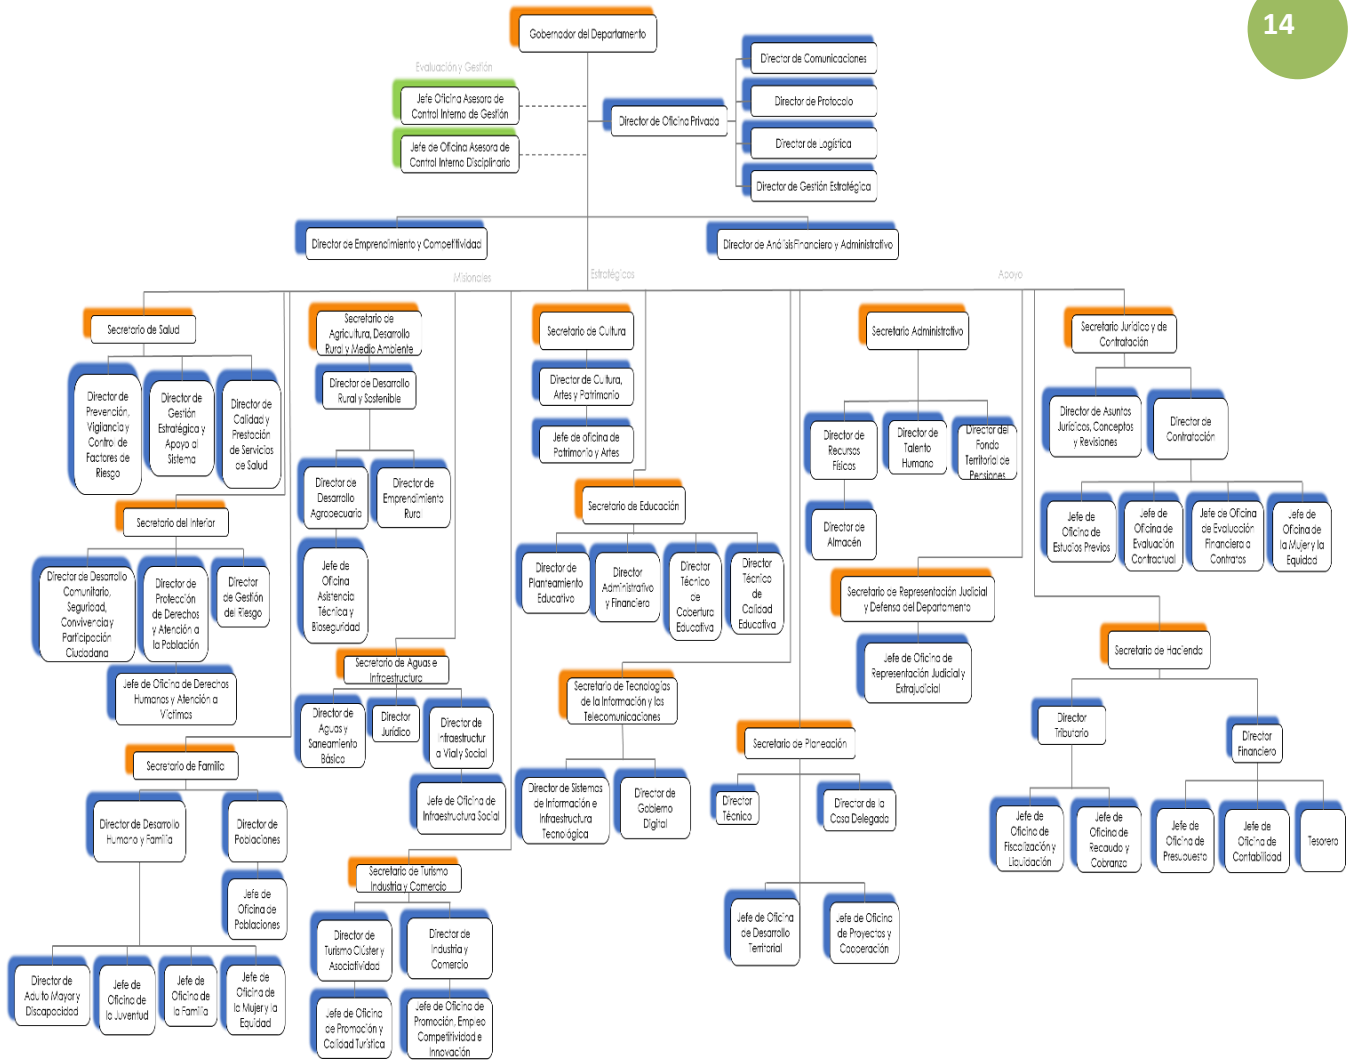 14
Gobernador del Departamento
Evaluación y Gestión
Jefe Oficina Asesora de
Control Interno de Gestión
Jefe de Oficina Asesora de
Control Interno Disciplinario
Director de Oficina Privada
Director de Comunicaciones
Director de Protocolo
Director de Logística
Director de Gestión Estratégica
Director de Emprendimiento y Competitividad
Director de Análisis Financiero y Administrativo
Misionales
Estratégicos
Apoyo
Secretario de Salud
Director de
Prevención,
Vigilancia y
Control de
Factores de
Riesgo
Director de
Gestión
Estratégica y
Apoyo al
Sistema
Director de
Calidad y
Prestación
de Servicios
de Salud
Secretario del Interior
Director de Desarrollo
Comunitario,
Seguridad,
Convivencia y
Participación
Ciudadana
Director de
Protección
de Derechos
y Atención a
la Población
Director
de Gestión
del Riesgo
Jefe de Oficina de Derechos
Humanos y Atención a
Víctimas
Secretario de Familia
Director de Desarrollo
Humano y Familia
Director de
Poblaciones
Jefe de
Oficina de
Poblaciones
Director de
Adulto Mayor y
Discapacidad
Jefe de
Oficina de
la Juventud
Jefe de
Oficina de
la Familia
Jefe de
Oficina de
la Mujer y la
Equidad
Secretario de
Agricultura, Desarrollo
Rural y Medio Ambiente
Director de Desarrollo
Rural y Sostenible
Director de
Desarrollo
Agropecuario
Director de
Emprendimiento
Rural
Jefe de
Oficina
Asistencia
Técnica y
Bioseguridad
Secretario de Aguas e
Infraestructura
Director de
Aguas y
Saneamiento
Básico
Director
Jurídico
Director de
Infraestructur
a Vial y Social
Jefe de Oficina de
Infraestructura Social
Secretario de Turismo
Industria y Comercio
Director de
Turismo Clúster y
Asociatividad
Director de
Industria y
Comercio
Jefe de Oficina
de Promoción y
Calidad Turística
Jefe de Oficina de
Promoción, Empleo
Competitividad e
Innovación
Secretario de Cultura
Director de Cultura,
Artes y Patrimonio
Jefe de oficina de
Patrimonio y Artes
Secretario de Educación
Director de
Planteamiento
Educativo
Director
Administrativo
y Financiero
Director
Técnico
de
Cobertura
Educativa
Director
Técnico
de
Calidad
Educativa
Secretario de Tecnologías
de la Información y las
Telecomunicaciones
Director de Sistemas
de Información e
Infraestructura
Tecnológica
Director de
Gobierno
Digital
Secretario de Planeación
Director
Técnico
Director de la
Casa Delegada
Jefe de Oficina
de Desarrollo
Territorial
Jefe de Oficina
de Proyectos y
Cooperación
Secretario Administrativo
Director de
Recursos
Físicos
Director de
Talento
Humano
Director del
Fondo
Territorial de
Pensiones
Director de
Almacén
Secretario de Representación Judicial
y Defensa del Departamento
Jefe de Oficina de
Representación Judicial y
Extrajudicial
Secretario Jurídico y de
Contratación
Director de Asuntos
Jurídicos, Conceptos
y Revisiones
Director de
Contratación
Jefe de
Oficina de
Estudios Previos
Jefe de
Oficina de
Evaluación
Contractual
Jefe de Oficina
de Evaluación
Financiera a
Contratos
Jefe de
Oficina de
la Mujer y la
Equidad
Secretario de Hacienda
Director
Tributario
Director
Financiero
Jefe de
Oficina de
Fiscalización y
Liquidación
Jefe de
Oficina de
Recaudo y
Cobranza
Jefe de
Oficina de
Presupuesto
Jefe de
Oficina de
Contabilidad
Tesorero